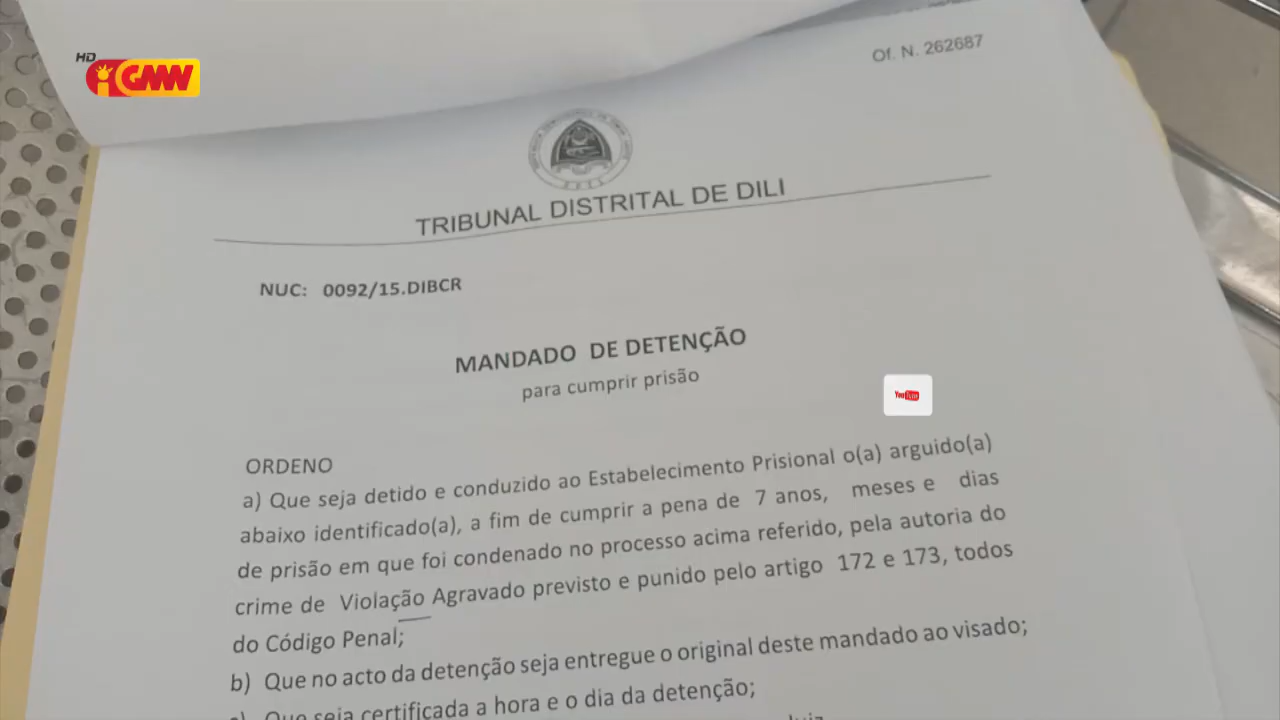 HD
iGMN
Of. N. 262687
TRIBUNAL DISTRITAL DE DILI
NUC: 0092/15.DIBCR
MANDADO DE DETENÇÃO
para cumprir prisão
YouTube
ORDENO
a) Que seja detido e conduzido ao Estabelecimento Prisional o(a) arguido(a)
abaixo identificado(a), a fim de cumprir a pena de 7 anos, meses e dias
de prisão em que foi condenado no processo acima referido, pela autoria do
crime de Violação Agravado previsto e punido pelo artigo 172 e 173, todos
do Código Penal;
b) Que no acto da detenção seja entregue o original deste mandado ao visado;
Que seja certificada a hora e o dia da detenção;